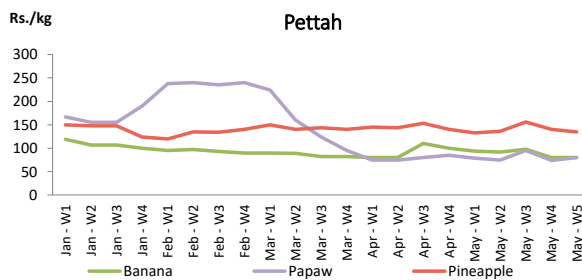 Rs./kg
Pettah
300
250
200
150
100
50
0
Jan - W1
Jan - W2
Jan - W3
Jan - W4
Feb - W1
Feb - W2
Feb - W3
Feb - W4
Mar - W1
Mar - W2
Mar - W3
Mar - W4
Apr - W1
Apr - W2
Apr - W3
Apr - W4
May - W1
May - W2
May - W3
May - W4
May - W5
Banana Papaw Pineapple